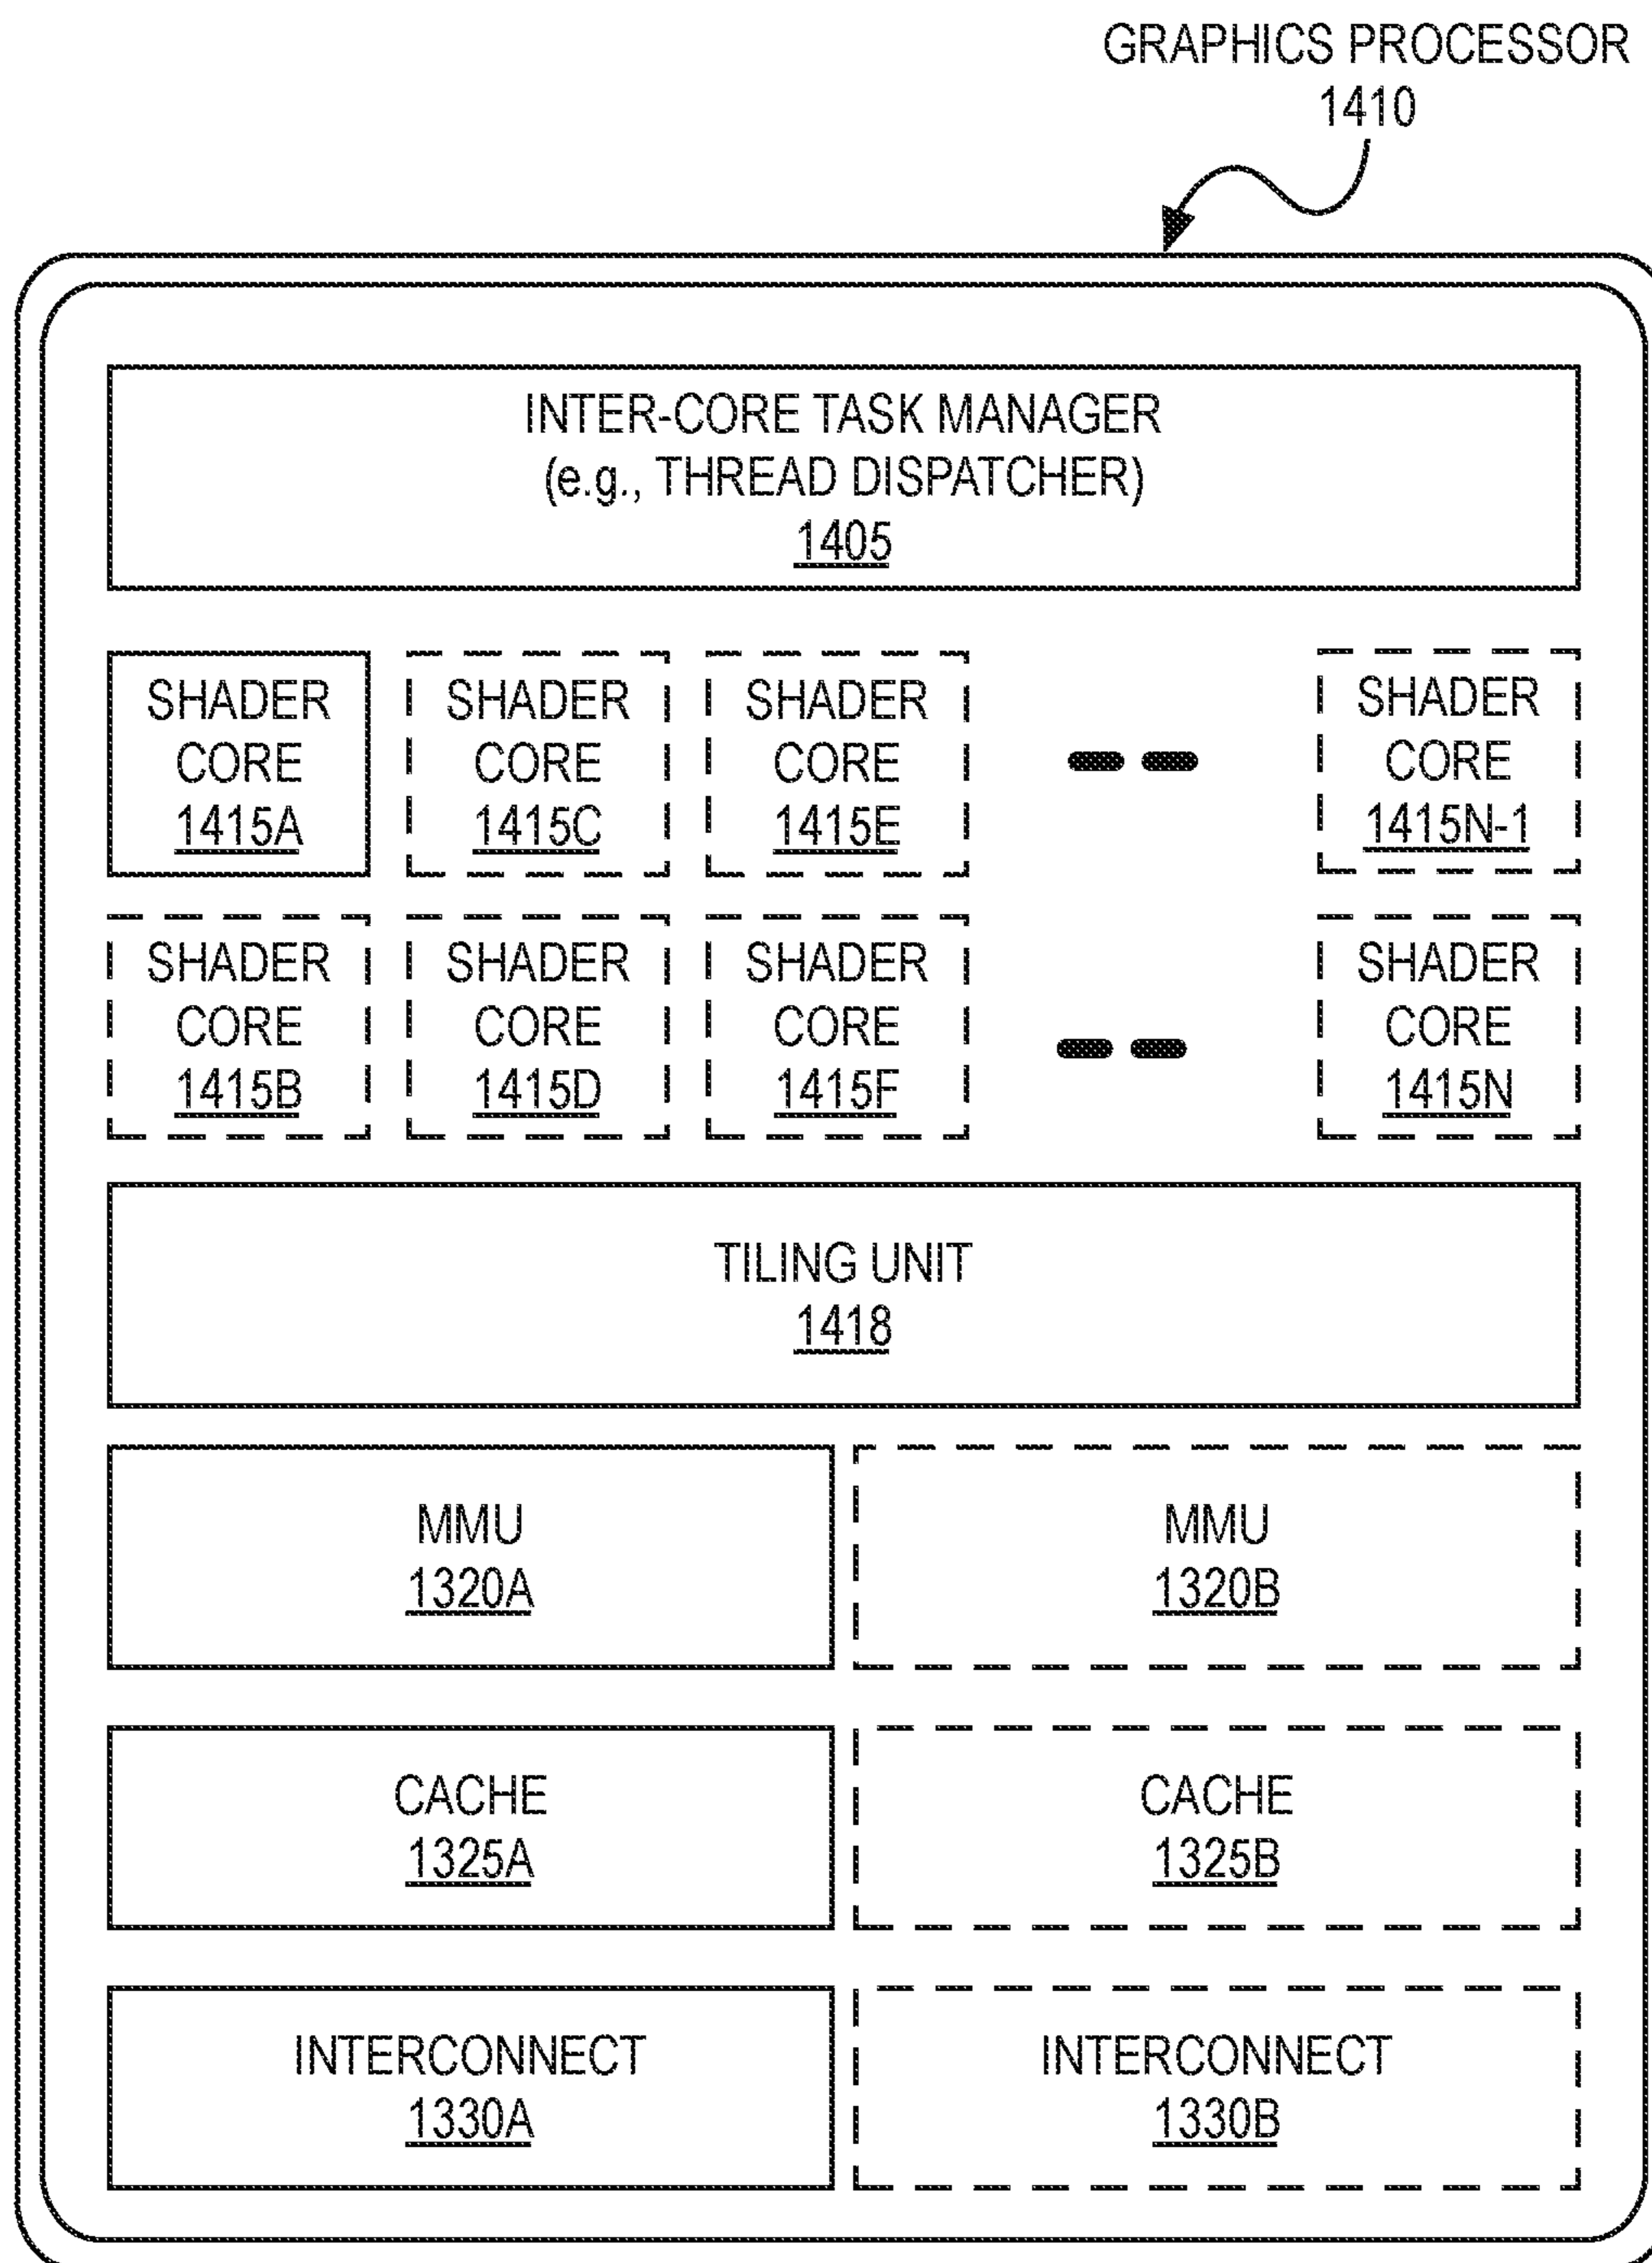 GRAPHICS PROCESSOR
1410
INTER-CORE TASK MANAGER
(e.g., THREAD DISPATCHER)
1405
SHADER
CORE
1415A
SHADER
CORE
1415C
SHADER
CORE
1415E
SHADER
CORE
1415N-1
SHADER
CORE
1415B
SHADER
CORE
1415D
SHADER
CORE
1415F
SHADER
CORE
1415N
TILING UNIT
1418
MMU
1320A
MMU
1320B
CACHE
1325A
CACHE
1325B
INTERCONNECT
1330A
INTERCONNECT
1330B